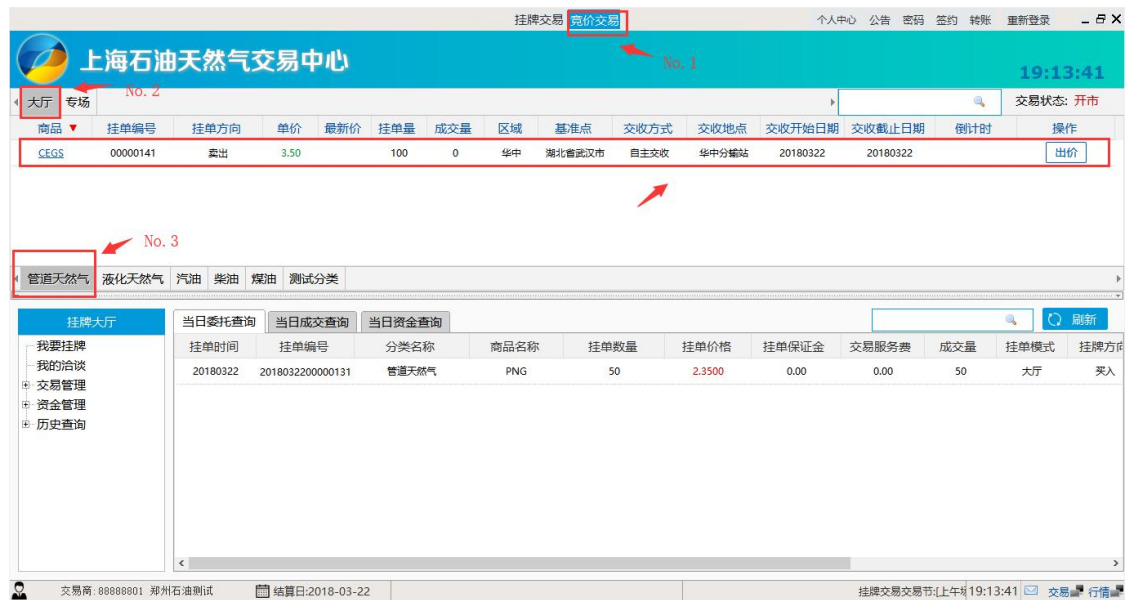 挂牌交易 竞价交易 个人中心 公告 密码 签约 转账 重新登录
上海石油天然气交易中心
No. 1
19:13:41
No. 2
大厅 专场 交易状态: 开市
商品 挂单编号 挂单方向 单价 最新价 挂单量 成交量 区域 基准点 交收方式 交收地点 交收开始日期 交收截止日期 倒计时 操作
CEGS 00000141 卖出 3.50 100 0 华中 湖北省武汉市 自主交收 华中分输站 20180322 20180322 出价
No. 3
管道天然气 液化天然气 汽油 柴油 煤油 测试分类
挂牌大厅 当日委托查询 当日成交查询 当日资金查询 刷新
我要挂牌 挂单时间 挂单编号 分类名称 商品名称 挂单数量 挂单价格 挂单保证金 交易服务费 成交量 挂单模式 挂牌方向
我的洽谈 20180322 2018032200000131 管道天然气 PNG 50 2.3500 0.00 0.00 50 大厅 买入
交易管理
资金管理
历史查询
交易商: 88888801 郑州石油测试 结算日:2018-03-22 挂牌交易交易节:[上午场 19:13:41 交易 行情